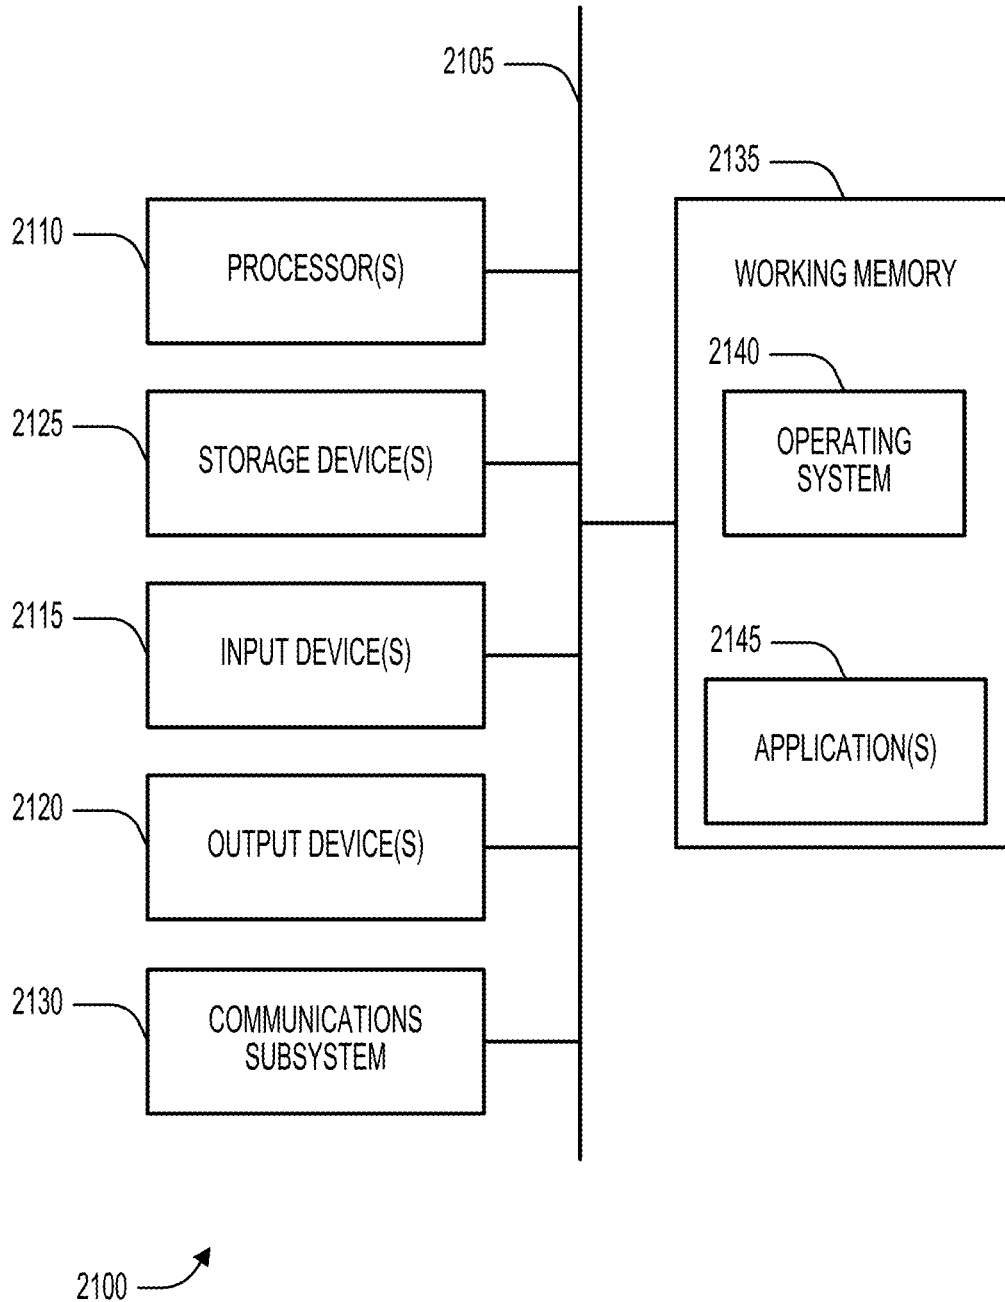 2105
2135
2110
PROCESSOR(S)
WORKING MEMORY
2140
2125
STORAGE DEVICE(S)
OPERATING
SYSTEM
2115
INPUT DEVICE(S)
2145
APPLICATION(S)
2120
OUTPUT DEVICE(S)
2130
COMMUNICATIONS
SUBSYSTEM
2100